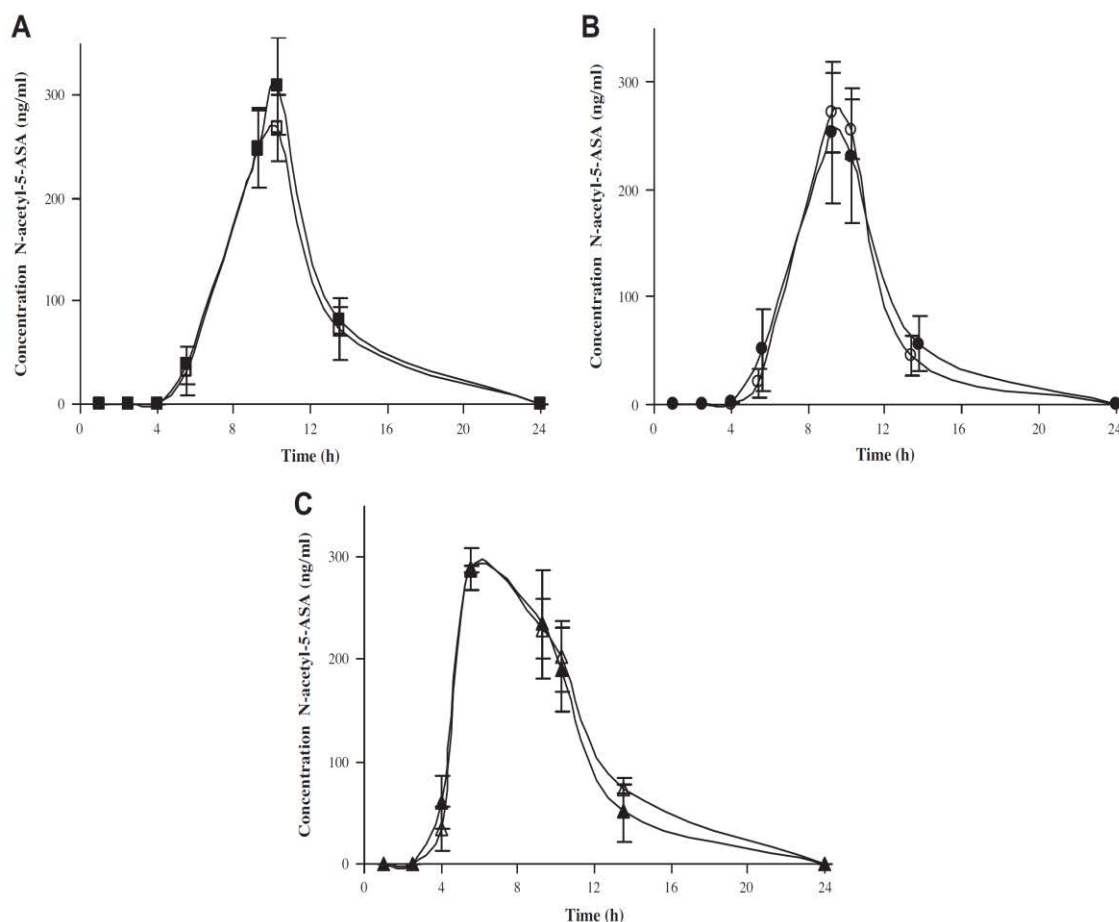 A
Concentration N-acetyl-5-ASA (ng/ml)
300
200
100
0
0 4 8 12 16 20 24
Time (h)
B
Concentration N-acetyl-5-ASA (ng/ml)
300
200
100
0
0 4 8 12 16 20 24
Time (h)
C
Concentration N-acetyl-5-ASA (ng/ml)
300
200
100
0
0 4 8 12 16 20 24
Time (h)